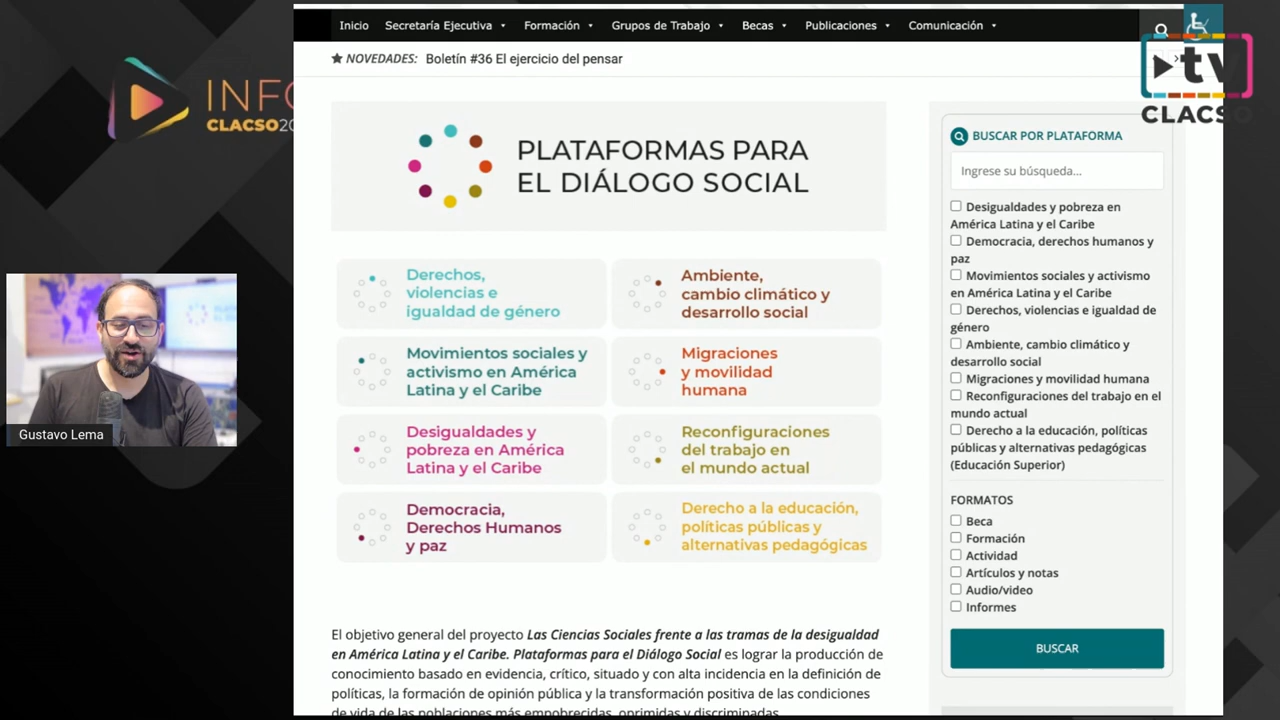 Inicio Secretaría Ejecutiva Formación Grupos de Trabajo Becas Publicaciones Comunicación
NOVEDADES: Boletín #36 El ejercicio del pensar
INFO
CLACSO20
tv
CLACSO
PLATAFORMAS PARA
EL DIÁLOGO SOCIAL
Derechos,
violencias e
igualdad de género
Ambiente,
cambio climático y
desarrollo social
Movimientos sociales y
activismo en América
Latina y el Caribe
Migraciones
y movilidad
humana
Desigualdades y
pobreza en América
Latina y el Caribe
Reconfiguraciones
del trabajo en
el mundo actual
Democracia,
Derechos Humanos
y paz
Derecho a la educación,
políticas públicas y
alternativas pedagógicas
El objetivo general del proyecto Las Ciencias Sociales frente a las tramas de la desigualdad
en América Latina y el Caribe. Plataformas para el Diálogo Social es lograr la producción de
conocimiento basado en evidencia, crítico, situado y con alta incidencia en la definición de
políticas, la formación de opinión pública y la transformación positiva de las condiciones
de vida de las poblaciones más empobrecidas, oprimidas y discriminadas.
BUSCAR POR PLATAFORMA
Ingrese su búsqueda...
Desigualdades y pobreza en
América Latina y el Caribe
Democracia, derechos humanos y
paz
Movimientos sociales y activismo
en América Latina y el Caribe
Derechos, violencias e igualdad de
género
Ambiente, cambio climático y
desarrollo social
Migraciones y movilidad humana
Reconfiguraciones del trabajo en el
mundo actual
Derecho a la educación, políticas
públicas y alternativas pedagógicas
(Educación Superior)
FORMATOS
Beca
Formación
Actividad
Artículos y notas
Audio/video
Informes
BUSCAR
Gustavo Lema